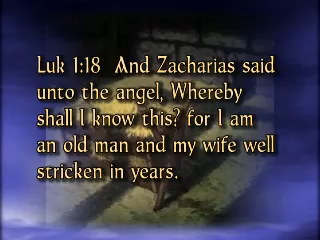 Luk 1:18 And Zacharias said
unto the angel, Whereby
shall I know this? for I am
an old man and my wife well
stricken in years.